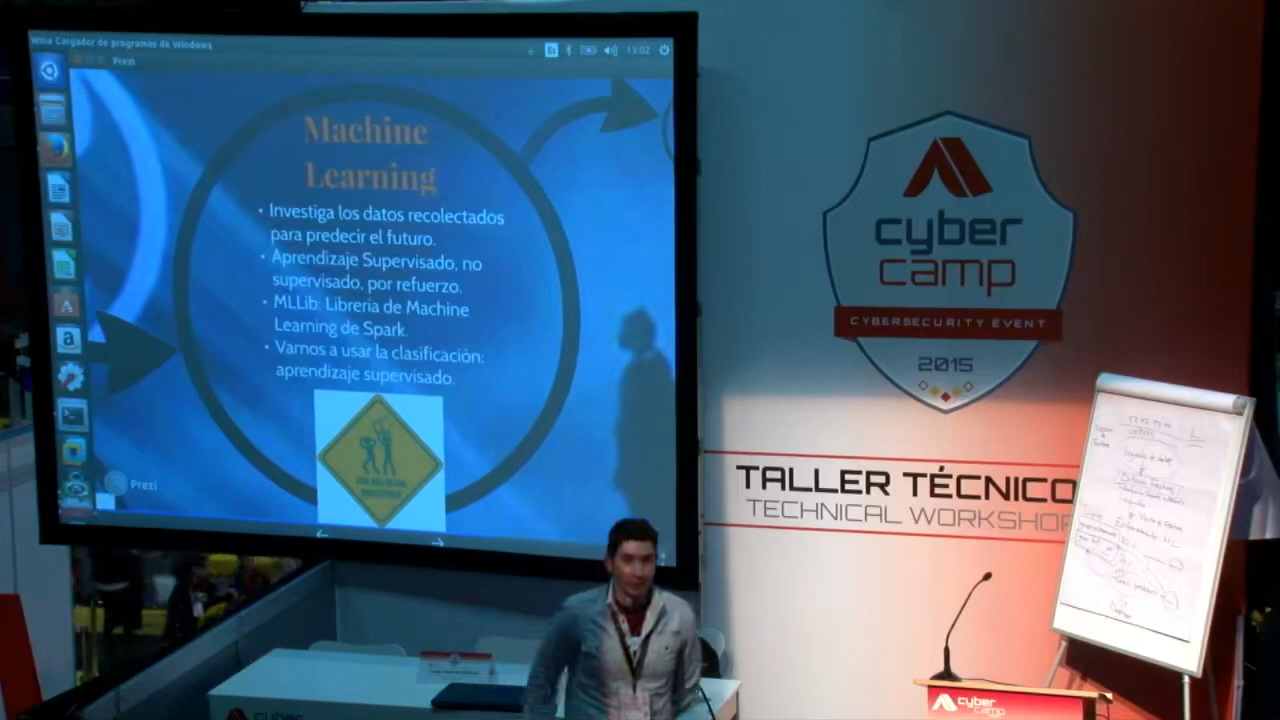 Wine Cargador de programas de Windows
13:02
Prezi
Machine
Learning
• Investiga los datos recolectados
para predecir el futuro.
• Aprendizaje Supervisado, no
supervisado, por refuerzo.
• MLLib: Librería de Machine
Learning de Spark.
• Vamos a usar la clasificación:
aprendizaje supervisado.
Prezi
cyber
camp
CYBERSECURITY EVENT
2015
TALLER TÉCNICO
TECHNICAL WORKSHOP
cyber
camp